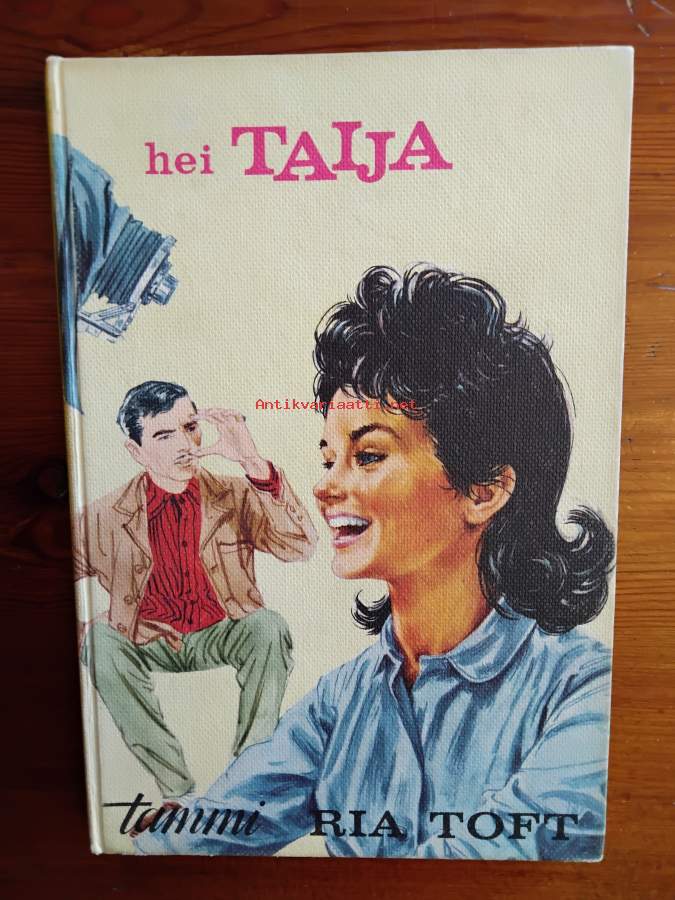 hei TAIJA
Antikvariaatti.net
tammi RIA TOFT